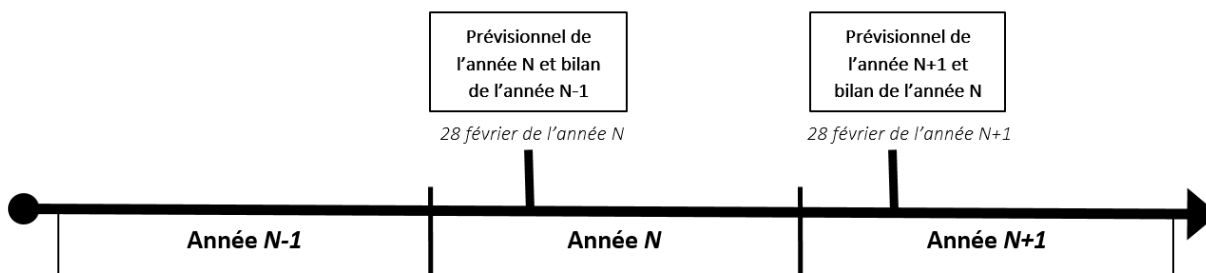 Prévisionnel de
l'année N et bilan
de l'année N-1
28 février de l'année N
Prévisionnel de
l'année N+1 et
bilan de l'année N
28 février de l'année N+1
Année N-1
Année N
Année N+1